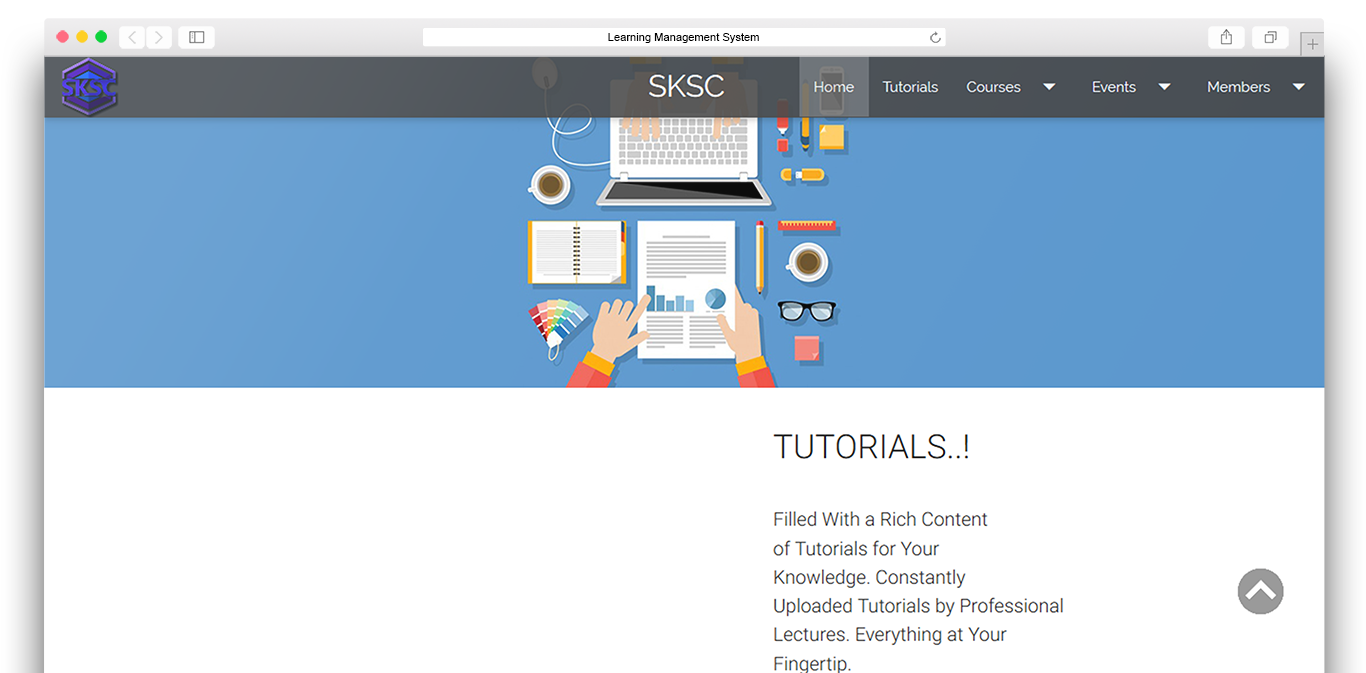 Learning Management System
SKSC
SKSC
Home
Tutorials
Courses
Events
Members
TUTORIALS..!
Filled With a Rich Content
of Tutorials for Your
Knowledge. Constantly
Uploaded Tutorials by Professional
Lectures. Everything at Your
Fingertip.